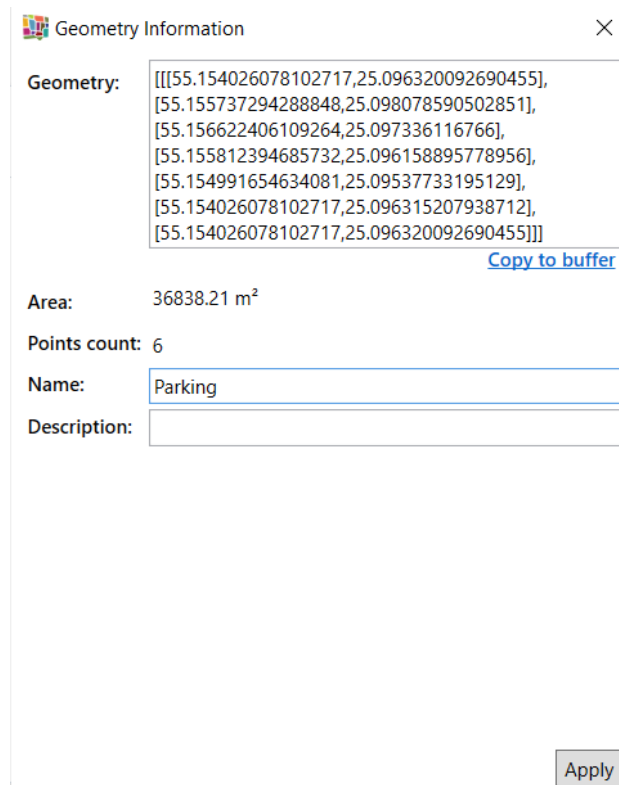 Geometry Information
Geometry:
[[[55.154026078102717,25.096320092690455],
[55.155737294288848,25.098078590502851],
[55.156622406109264,25.097336116766],
[55.155812394685732,25.096158895778956],
[55.154991654634081,25.09537733195129],
[55.154026078102717,25.096315207938712],
[55.154026078102717,25.096320092690455]]]
Copy to buffer
Area: 36838.21 m²
Points count: 6
Name: Parking
Description:
Apply